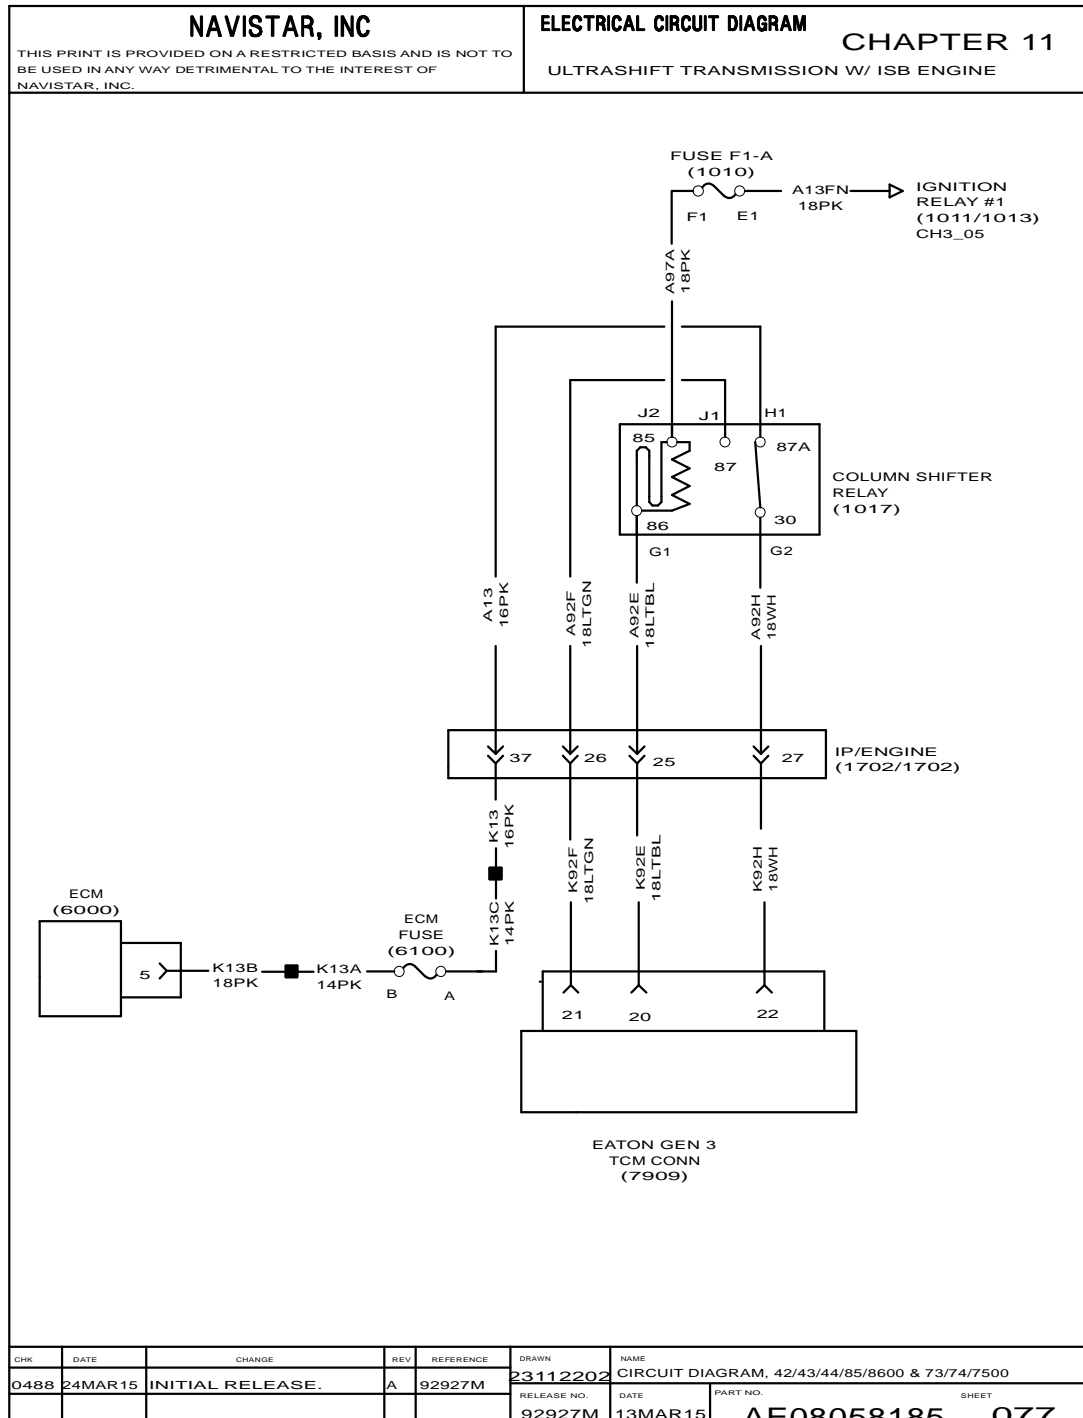 NAVISTAR, INC
THIS PRINT IS PROVIDED ON A RESTRICTED BASIS AND IS NOT TO
BE USED IN ANY WAY DETRIMENTAL TO THE INTEREST OF
NAVISTAR, INC.
ELECTRICAL CIRCUIT DIAGRAM
CHAPTER 11
ULTRASHIFT TRANSMISSION W/ ISB ENGINE
FUSE F1-A
(1010)
F1
E1
A13FN
18PK
IGNITION
RELAY #1
(1011/1013)
CH3_05
A97A
18PK
J2
J1
H1
85
87
87A
86
30
G1
G2
COLUMN SHIFTER
RELAY
(1017)
A13
16PK
A92F
18LTGN
A92E
18LTBL
A92H
18WH
37
26
25
27
IP/ENGINE
(1702/1702)
K13
16PK
K92F
18LTGN
K92E
18LTBL
K92H
18WH
K13C
14PK
ECM
(6000)
5
K13B
18PK
K13A
14PK
ECM
FUSE
(6100)
B
A
21
20
22
EATON GEN 3
TCM CONN
(7909)
CHK
DATE
CHANGE
REV
REFERENCE
0488
24MAR15
INITIAL RELEASE.
A
92927M
DRAWN
23112202
NAME
CIRCUIT DIAGRAM, 42/43/44/85/8600 & 73/74/7500
RELEASE NO.
92927M
DATE
13MAR15
PART NO.
AE08058185
SHEET
077